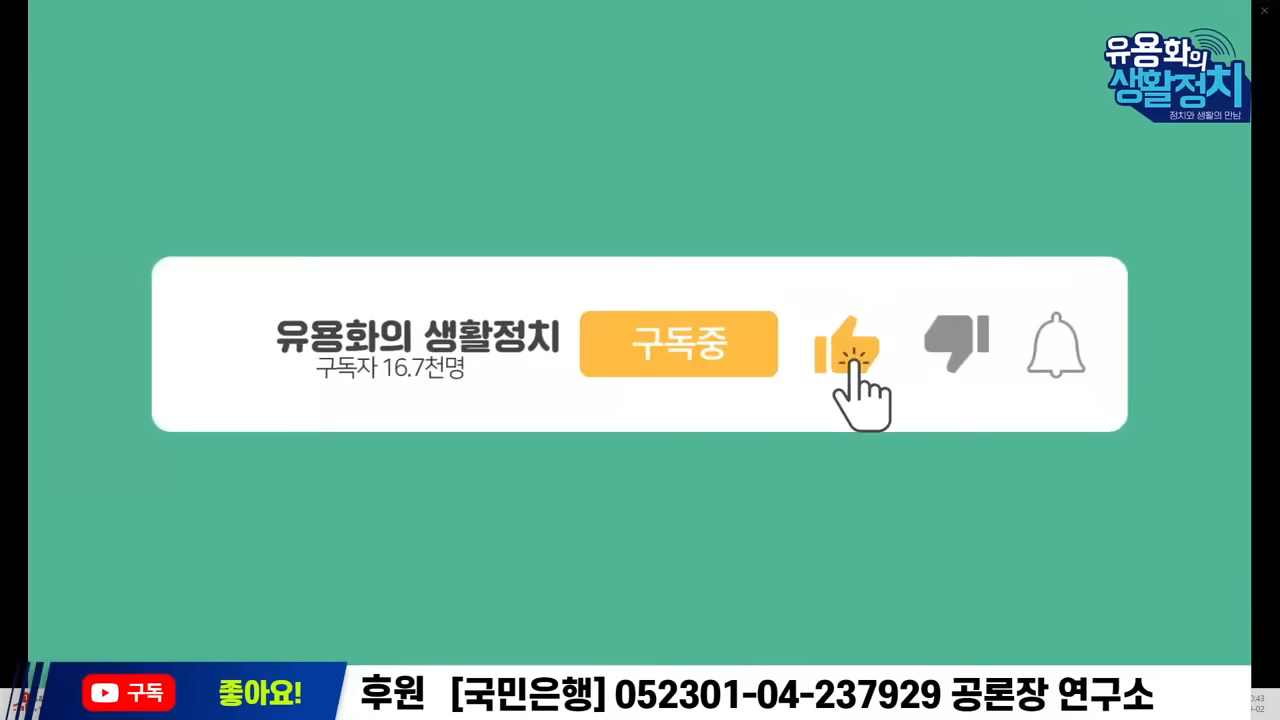 유용화의
생활정치
정치와 생활의 만남
유용화의 생활정치
구독자 16.7천명
구독중
구독
좋아요!
후원 [국민은행] 052301-04-237929 공론장 연구소